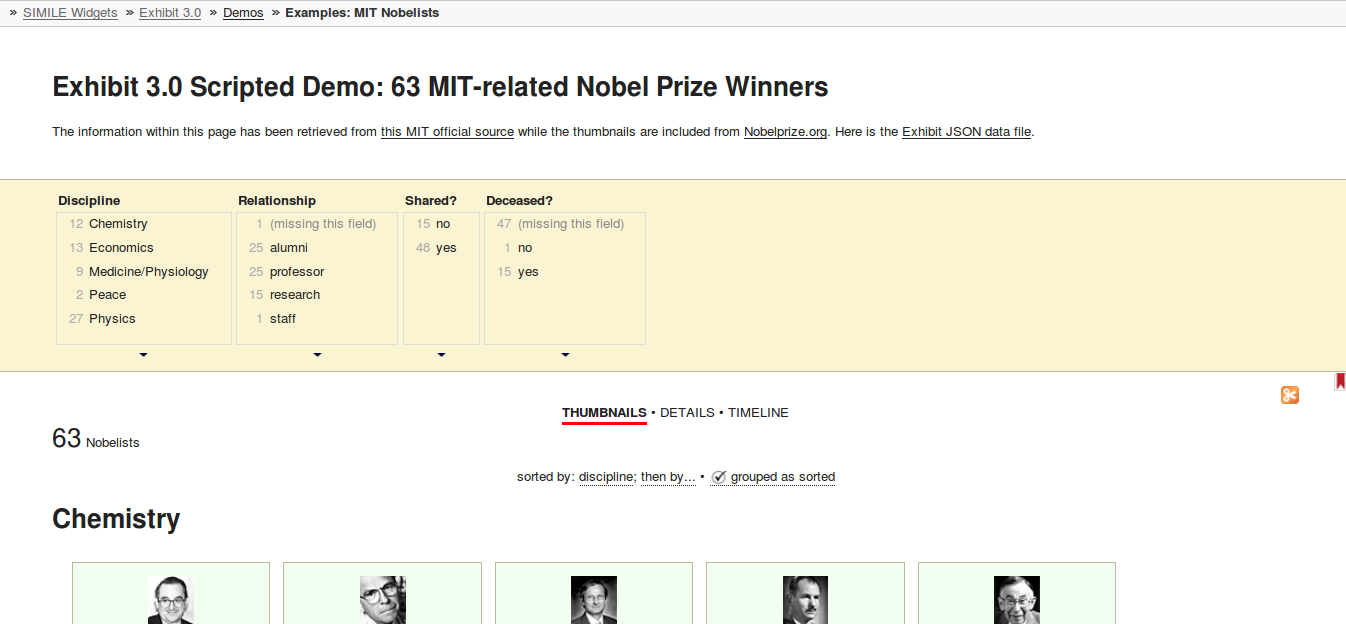 » SIMILE Widgets » Exhibit 3.0 » Demos » Examples: MIT Nobelists
Exhibit 3.0 Scripted Demo: 63 MIT-related Nobel Prize Winners
The information within this page has been retrieved from this MIT official source while the thumbnails are included from Nobelprize.org. Here is the Exhibit JSON data file.
Discipline
12 Chemistry
13 Economics
9 Medicine/Physiology
2 Peace
27 Physics
Relationship
1 (missing this field)
25 alumni
25 professor
15 research
1 staff
Shared?
15 no
48 yes
Deceased?
47 (missing this field)
1 no
15 yes
THUMBNAILS • DETAILS • TIMELINE
63 Nobelists
sorted by: discipline; then by... • grouped as sorted
Chemistry